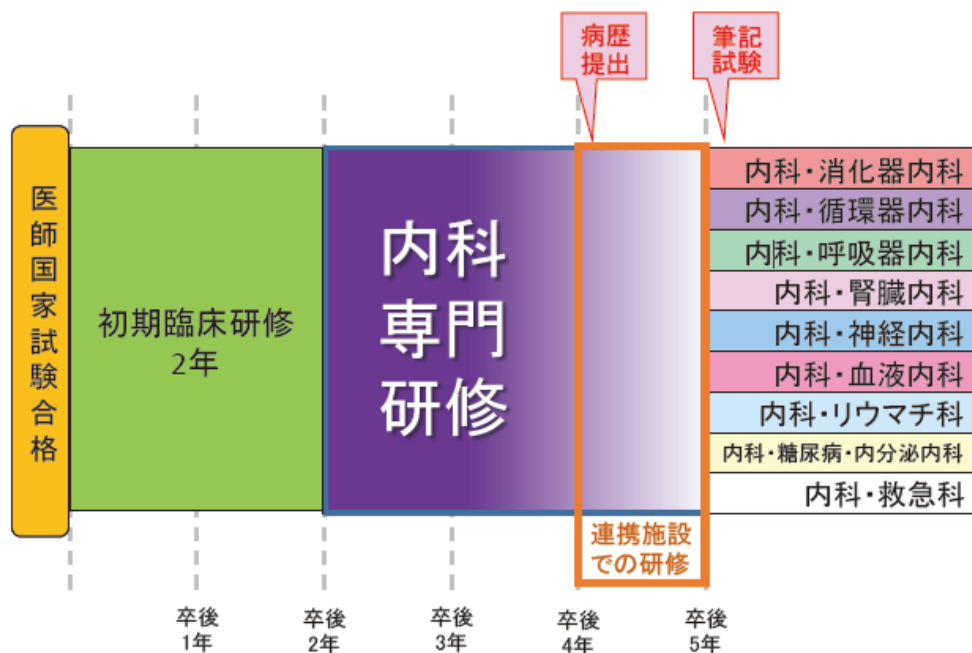 病歴
提出
筆記
試験
医師国家試験合格
初期臨床研修
2年
内科
専門
研修
内科・消化器内科
内科・循環器内科
内科・呼吸器内科
内科・腎臓内科
内科・神経内科
内科・血液内科
内科・リウマチ科
内科・糖尿病・内分泌内科
内科・救急科
連携施設
での研修
卒後
1年
卒後
2年
卒後
3年
卒後
4年
卒後
5年